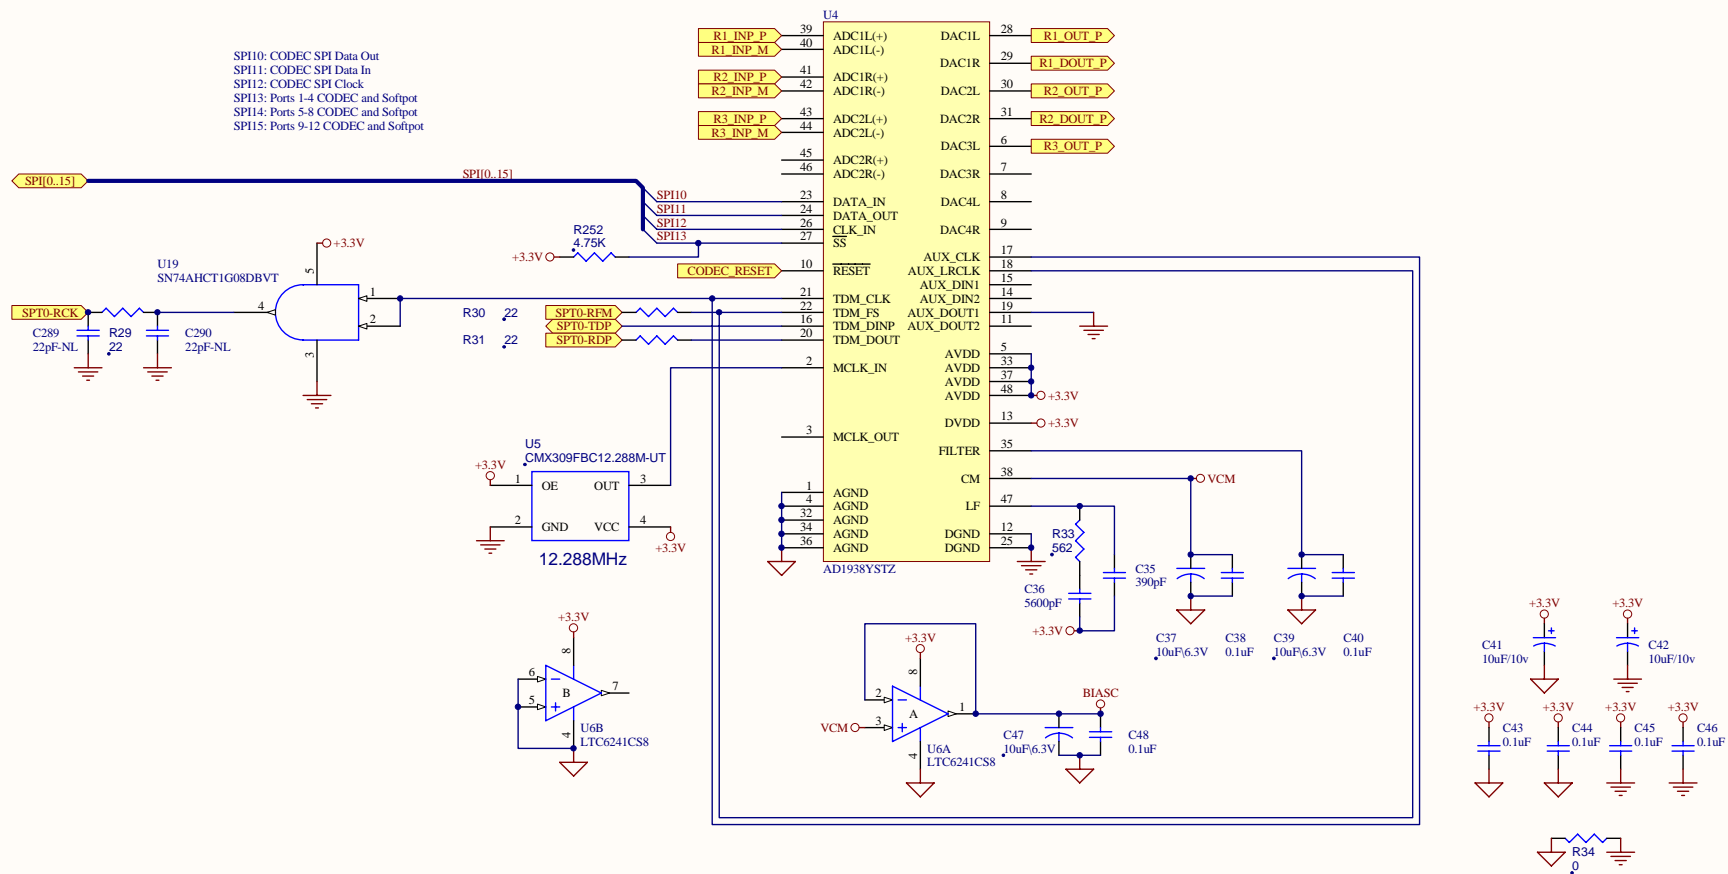 SPI10: CODEC SPI Data Out
SPI11: CODEC SPI Data In
SPI12: CODEC SPI Clock
SPI13: Ports 1-4 CODEC and Softpot
SPI14: Ports 5-8 CODEC and Softpot
SPI15: Ports 9-12 CODEC and Softpot
U4
R1_INP_P 39 ADC1L(+) DAC1L 28 R1_OUT_P
R1_INP_M 40 ADC1L(-)
DAC1R 29 R1_DOUT_P
R2_INP_P 41 ADC1R(+)
R2_INP_M 42 ADC1R(-) DAC2L 30 R2_OUT_P
R3_INP_P 43 ADC2L(+) DAC2R 31 R2_DOUT_P
R3_INP_M 44 ADC2L(-)
DAC3L 6 R3_OUT_P
45 ADC2R(+)
46 ADC2R(-) DAC3R 7
SPI[0..15] SPI[0..15]
SPI10 23 DATA_IN DAC4L 8
SPI11 24 DATA_OUT
SPI12 26 CLK_IN DAC4R 9
SPI13 27 SS
R252
4.75K
+3.3V
AUX_CLK 17
CODEC_RESET 10 RESET AUX_LRCLK 18
AUX_DIN1 15
+3.3V
5
U19
SN74AHCT1G08DBVT
1
2
3
4
21 TDM_CLK AUX_DIN2 14
R30 22 SPT0-RFM 22 TDM_FS AUX_DOUT1 19
SPT0-TDP 16 TDM_DINP AUX_DOUT2 11
R31 22 SPT0-RDP 20 TDM_DOUT
SPT0-RCK
C289
22pF-NL
R29
22
C290
22pF-NL
AVDD 5
2 MCLK_IN AVDD 33
AVDD 37
AVDD 48 +3.3V
DVDD 13 +3.3V
3 MCLK_OUT
FILTER 35
CM 38 VCM
LF 47
1 AGND
4 AGND
32 AGND
34 AGND DGND 12
36 AGND DGND 25
AD1938YSTZ
U5
CMX309FBC12.288M-UT
+3.3V
1 OE OUT 3
2 GND VCC 4
+3.3V
12.288MHz
R33
562
C36
5600pF
C35
390pF
+3.3V
C37
10uF\6.3V
C38
0.1uF
C39
10uF\6.3V
C40
0.1uF
+3.3V
8
6
5
B
7
4
U6B
LTC6241CS8
+3.3V
8
2
VCM 3
A
1
4
U6A
LTC6241CS8
BIASC
C47
10uF\6.3V
C48
0.1uF
+3.3V
C41
10uF/10v
+3.3V
C42
10uF/10v
+3.3V
C43
0.1uF
+3.3V
C44
0.1uF
+3.3V
C45
0.1uF
+3.3V
C46
0.1uF
R34
0